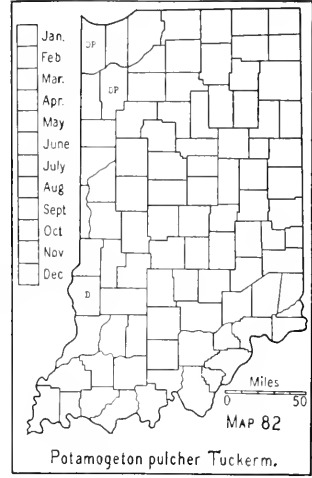 Jan.
Feb
Mar.
Apr.
May
June
July
Aug
Sept
Oct
Nov
Dec
DP
DP
D
Miles
0 50
MAP 82
Potamogeton pulcher Tuckerm.